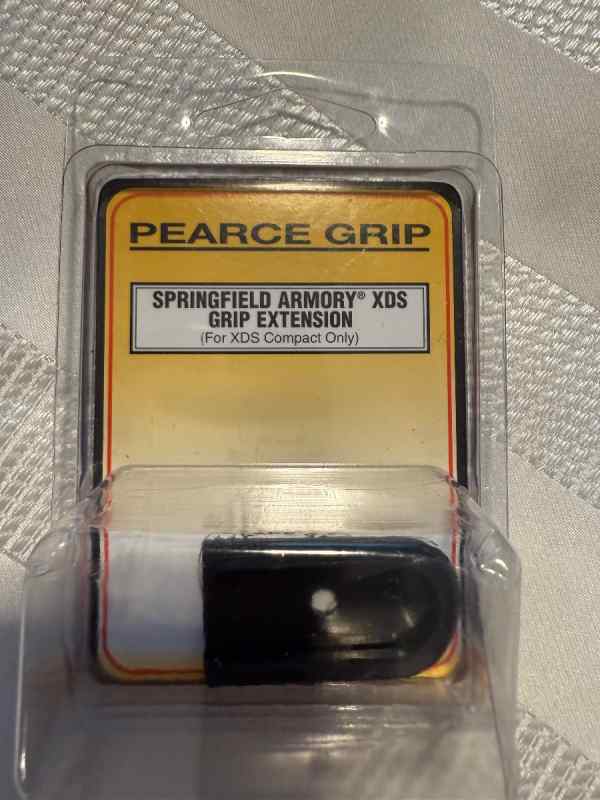 PEARCE GRIP
SPRINGFIELD ARMORY® XDS
GRIP EXTENSION
(For XDS Compact Only)